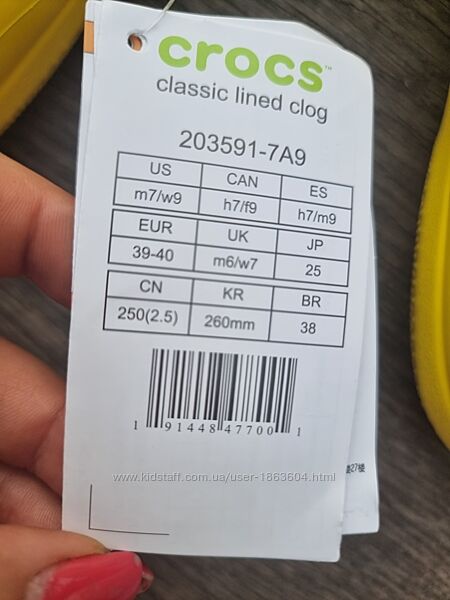 crocs™
classic lined clog
203591-7A9
US CAN ES
m7/w9 h7/f9 h7/m9
EUR UK JP
39-40 m6/w7 25
CN KR BR
250(2.5) 260mm 38
1 91448 47700 1
www.kidstaff.com.ua/user-1863604.html